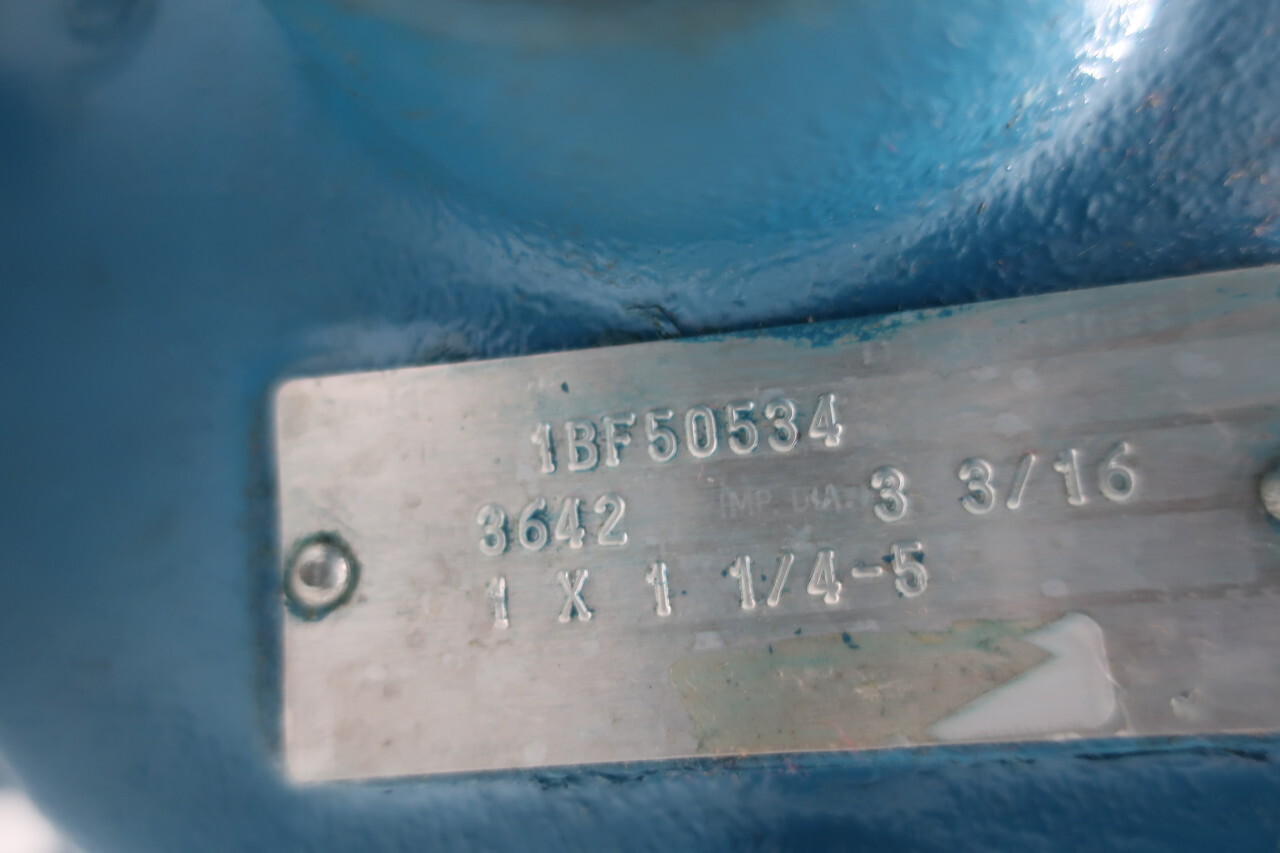 1BF50534
3642 IMP. DIA. 3 3/16
1 X 1 1/4-5